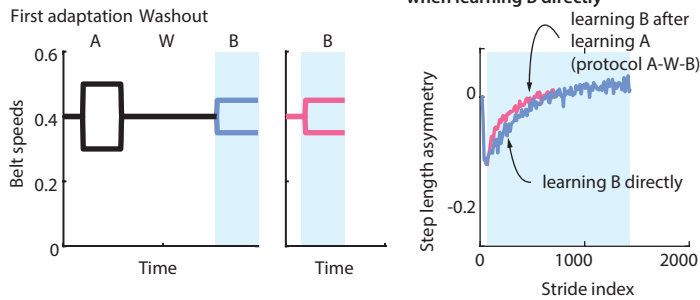 when learning B directly
First adaptation Washout
A
W
B
B
0.6
0.4
0.2
0
Belt speeds
Time
Time
learning B after
learning A
(protocol A-W-B)
learning B directly
0
-0.2
Step length asymmetry
0
1000
2000
Stride index